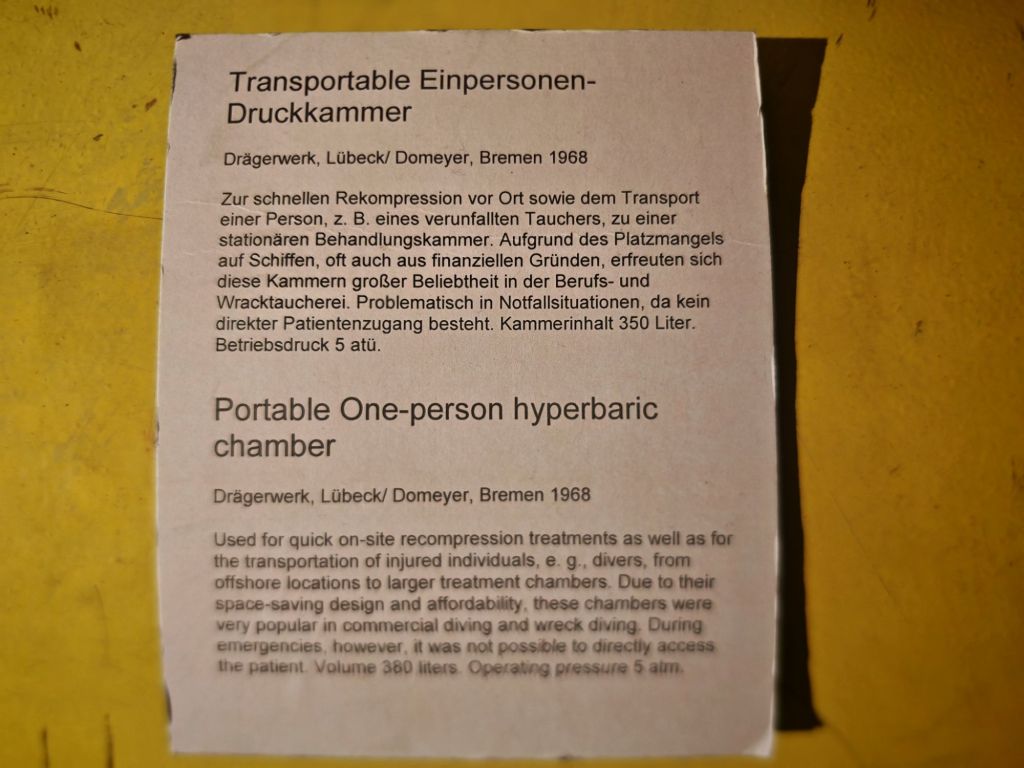 Transportable Einpersonen-
Druckkammer
Drägerwerk, Lübeck/ Domeyer, Bremen 1968
Zur schnellen Rekompression vor Ort sowie dem Transport
einer Person, z. B. eines verunfallten Tauchers, zu einer
stationären Behandlungskammer. Aufgrund des Platzmangels
auf Schiffen, oft auch aus finanziellen Gründen, erfreuten sich
diese Kammern großer Beliebtheit in der Berufs- und
Wracktaucherei. Problematisch in Notfallsituationen, da kein
direkter Patientenzugang besteht. Kammerinhalt 350 Liter.
Betriebsdruck 5 atü.
Portable One-person hyperbaric
chamber
Drägerwerk, Lübeck/ Domeyer, Bremen 1968
Used for quick on-site recompression treatments as well as for
the transportation of injured individuals, e. g., divers, from
offshore locations to larger treatment chambers. Due to their
space-saving design and affordability, these chambers were
very popular in commercial diving and wreck diving. During
emergencies, however, it was not possible to directly access
the patient. Volume 380 liters. Operating pressure 5 atm.